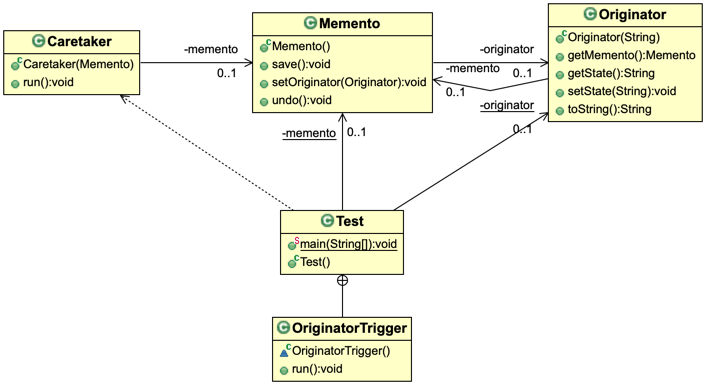 Caretaker
Caretaker(Memento)
run():void
-memento
0..1
Memento
Memento()
save():void
setOriginator(Originator):void
undo():void
-originator
0..1
-memento
0..1
Originator
Originator(String)
getMemento():Memento
getState():String
setState(String):void
toString():String
-memento
0..1
-originator
0..1
Test
main(String[]):void
Test()
OriginatorTrigger
OriginatorTrigger()
run():void